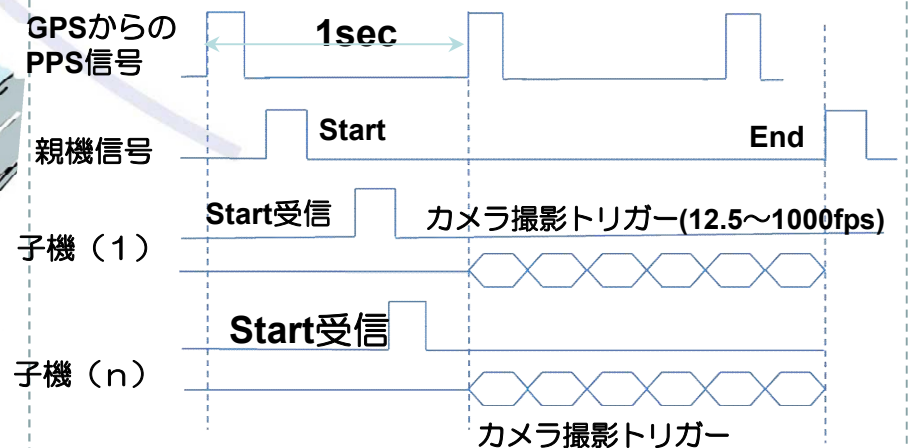 GPSからの
PPS信号
1sec
親機信号
Start
End
Start受信
カメラ撮影トリガー(12.5～1000fps)
子機（１）
Start受信
子機（ｎ）
カメラ撮影トリガー